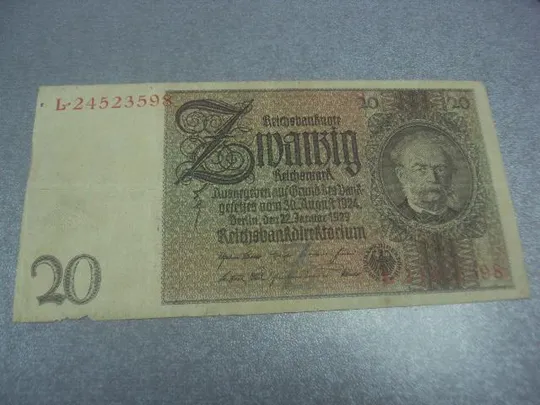 L·24523598
20 120
Reichsbanknote
Zwanzig
Reichsmark
Ausgegeben auf Grund des Bank-
gesetzes vom 30. August 1924
Berlin, den 22. Januar 1929
Reichsbankdirektorium
20